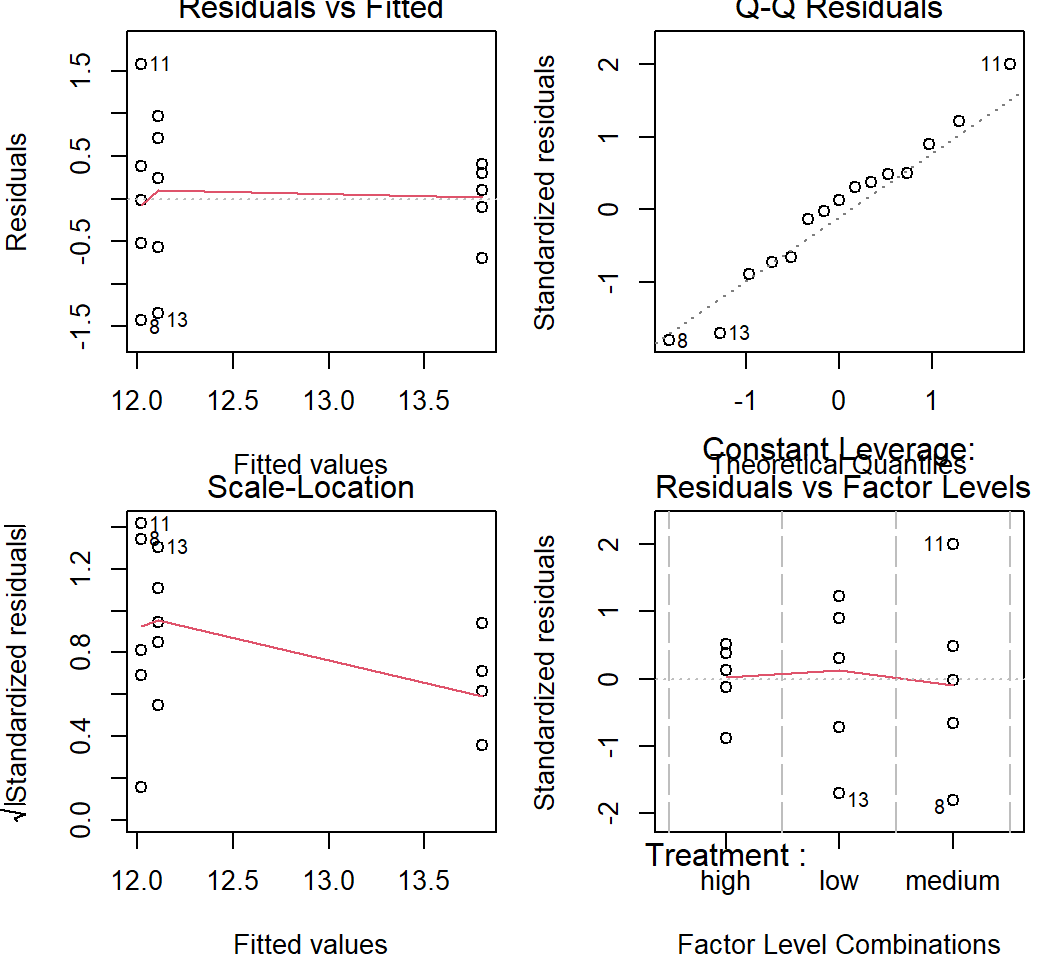 Residuals vs Fitted
Residuals
1.5
0.5
-0.5
-1.5
11
8
13
12.0 12.5 13.0 13.5
Fitted values
Q-Q Residuals
Standardized residuals
2
1
0
-1
11
8
13
-1 0 1
Theoretical Quantiles
Scale-Location
√|Standardized residuals|
1.2
0.8
0.4
0.0
11
8
13
12.0 12.5 13.0 13.5
Fitted values
Constant Leverage:
Residuals vs Factor Levels
Standardized residuals
2
1
0
-1
-2
11
13
8
Treatment :
high low medium
Factor Level Combinations